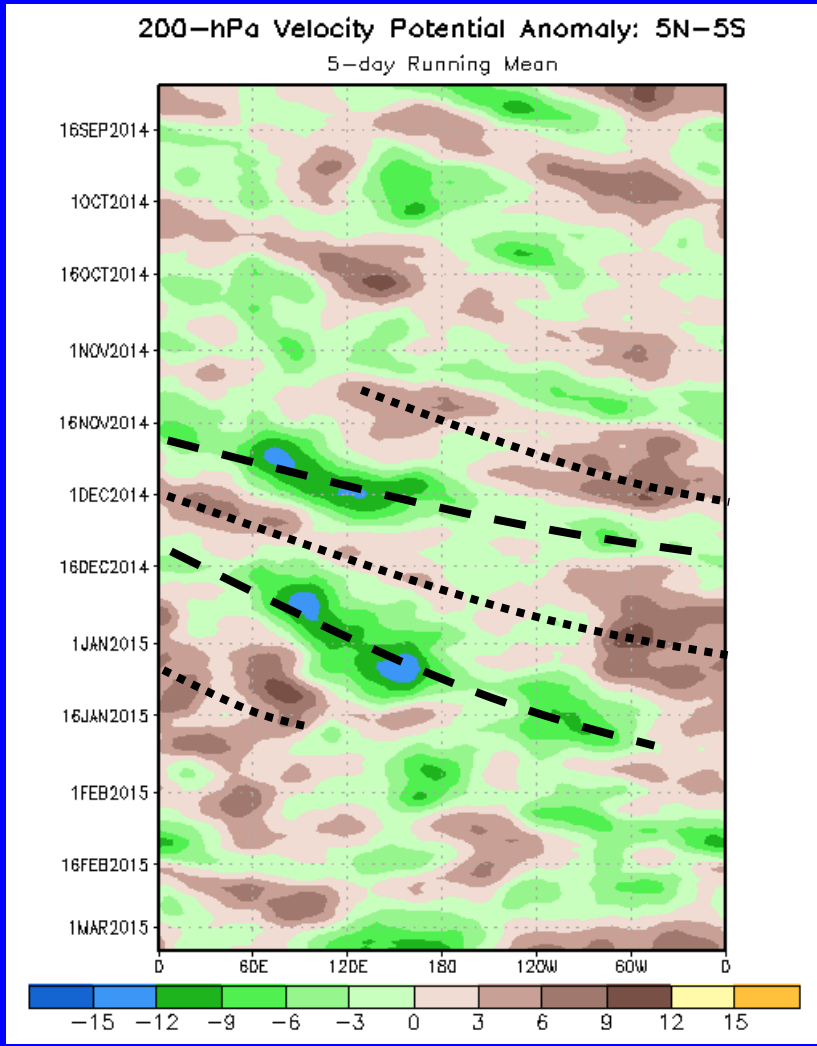 200-hPa Velocity Potential Anomaly: 5N-5S
5-day Running Mean
16SEP2014
1OCT2014
16OCT2014
1NOV2014
16NOV2014
1DEC2014
16DEC2014
1JAN2015
16JAN2015
1FEB2015
16FEB2015
1MAR2015
0 60E 120E 180 120W 60W 0
-15 -12 -9 -6 -3 0 3 6 9 12 15